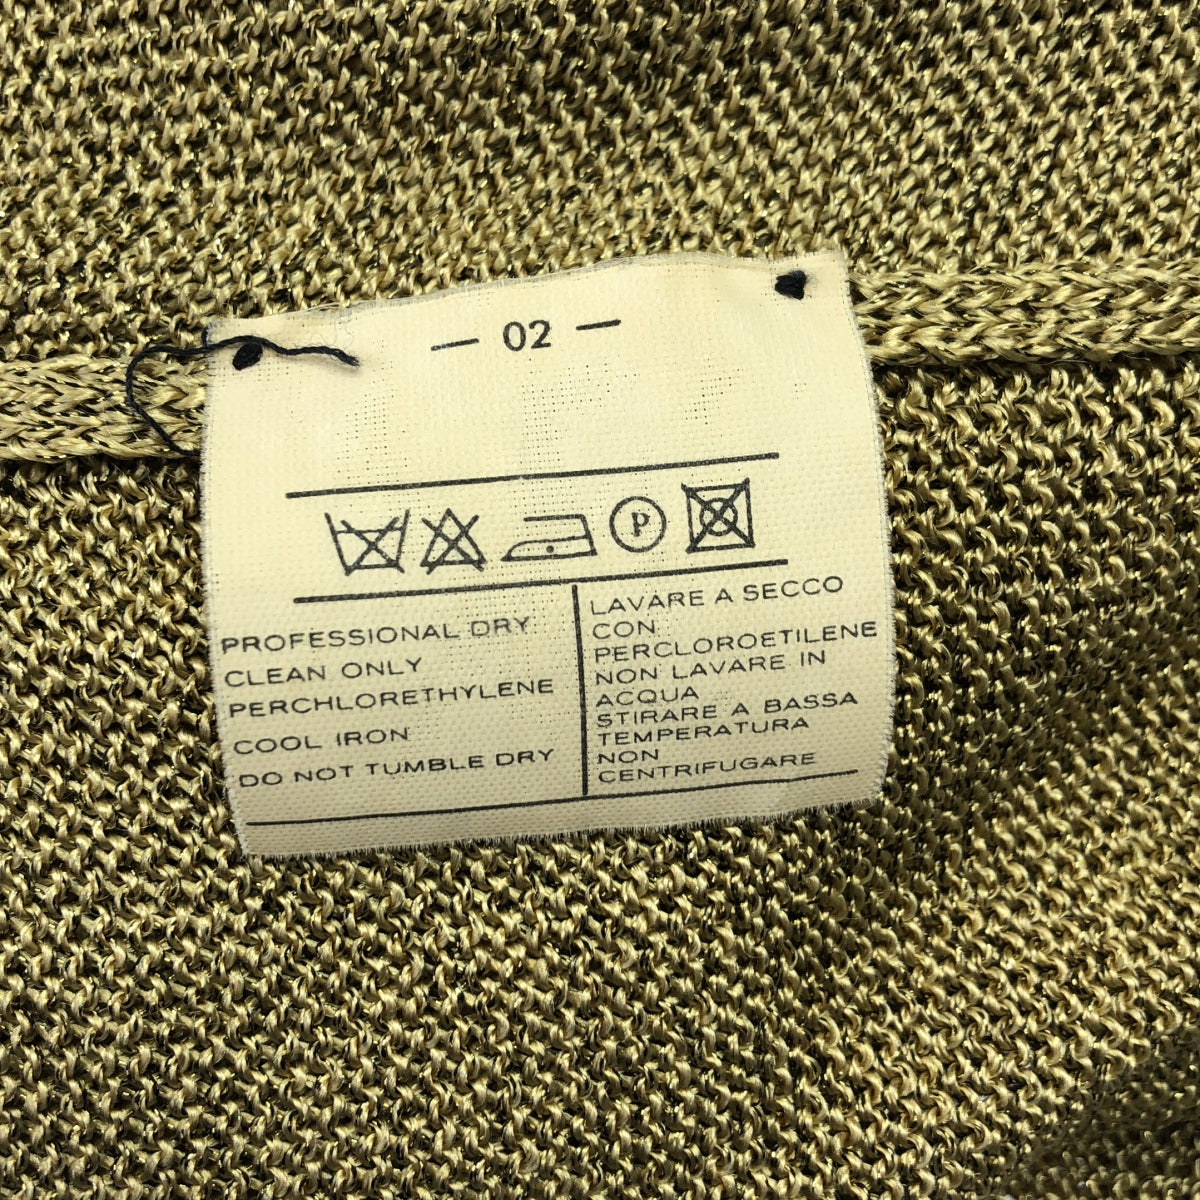 — 02 —
P
PROFESSIONAL DRY
CLEAN ONLY
PERCHLORETHYLENE
COOL IRON
DO NOT TUMBLE DRY
LAVARE A SECCO
CON
PERCLOROETILENE
NON LAVARE IN
ACQUA
STIRARE A BASSA
TEMPERATURA
NON
CENTRIFUGARE